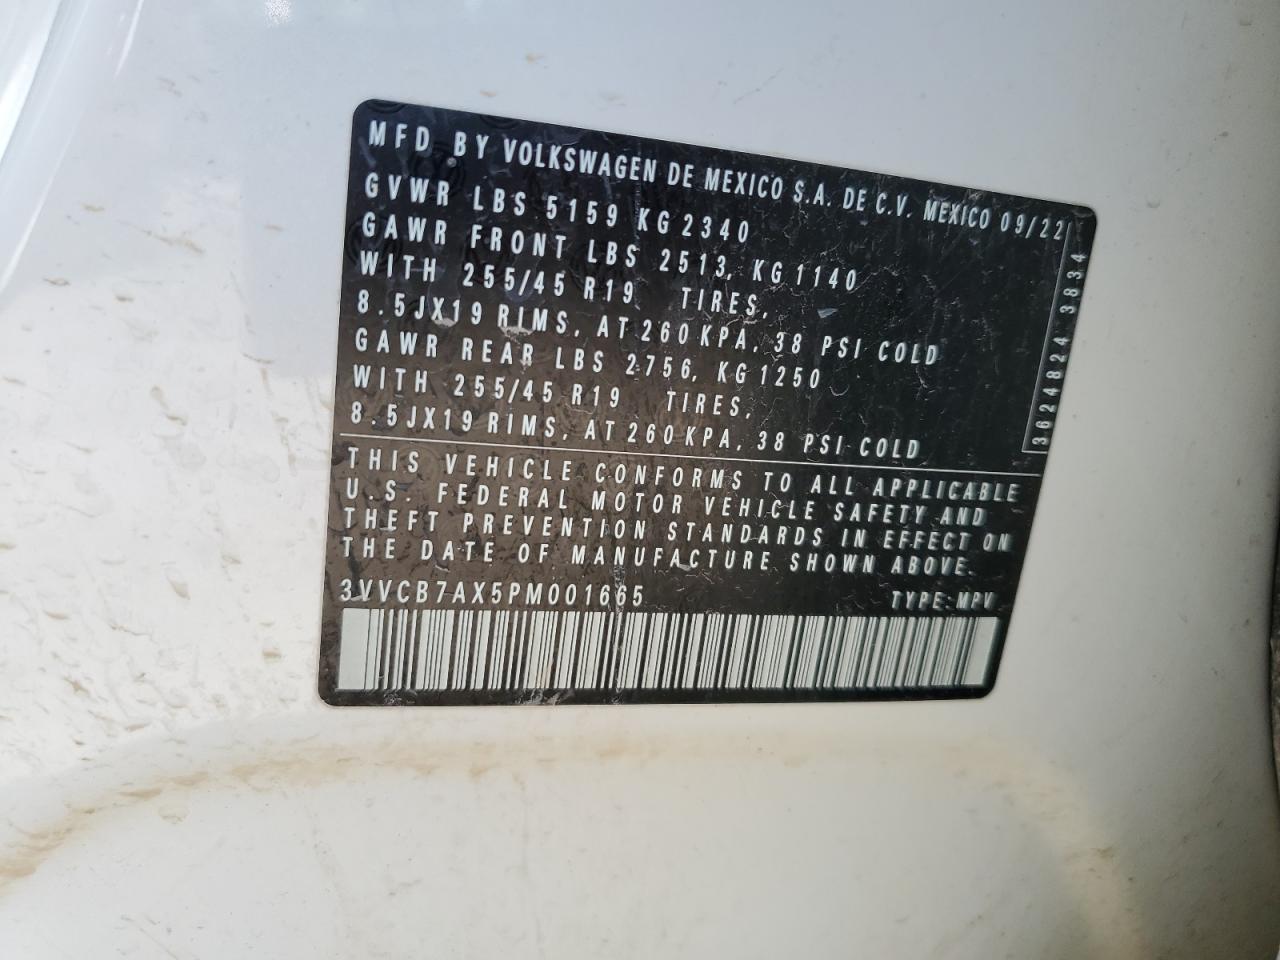 MFD BY VOLKSWAGEN DE MEXICO S.A. DE C.V. MEXICO 09/22
GVWR LBS 5159 KG 2340
GAWR FRONT LBS 2513, KG 1140
WITH 255/45 R19 TIRES,
8.5JX19 RIMS, AT 260 KPA, 38 PSI COLD
GAWR REAR LBS 2756, KG 1250
WITH 255/45 R19 TIRES,
8.5JX19 RIMS, AT 260 KPA, 38 PSI COLD
3624824 3834
THIS VEHICLE CONFORMS TO ALL APPLICABLE
U.S. FEDERAL MOTOR VEHICLE SAFETY AND
THEFT PREVENTION STANDARDS IN EFFECT ON
THE DATE OF MANUFACTURE SHOWN ABOVE.
3VVCB7AX5PM001665 TYPE: MPV